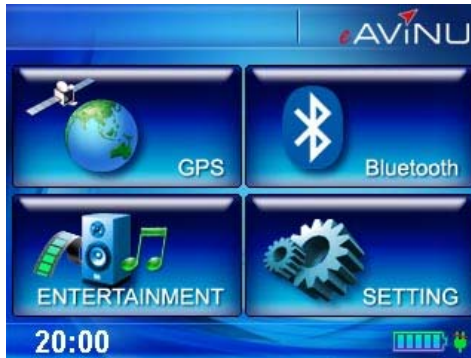 eAViNU
GPS
Bluetooth
ENTERTAINMENT
SETTING
20:00